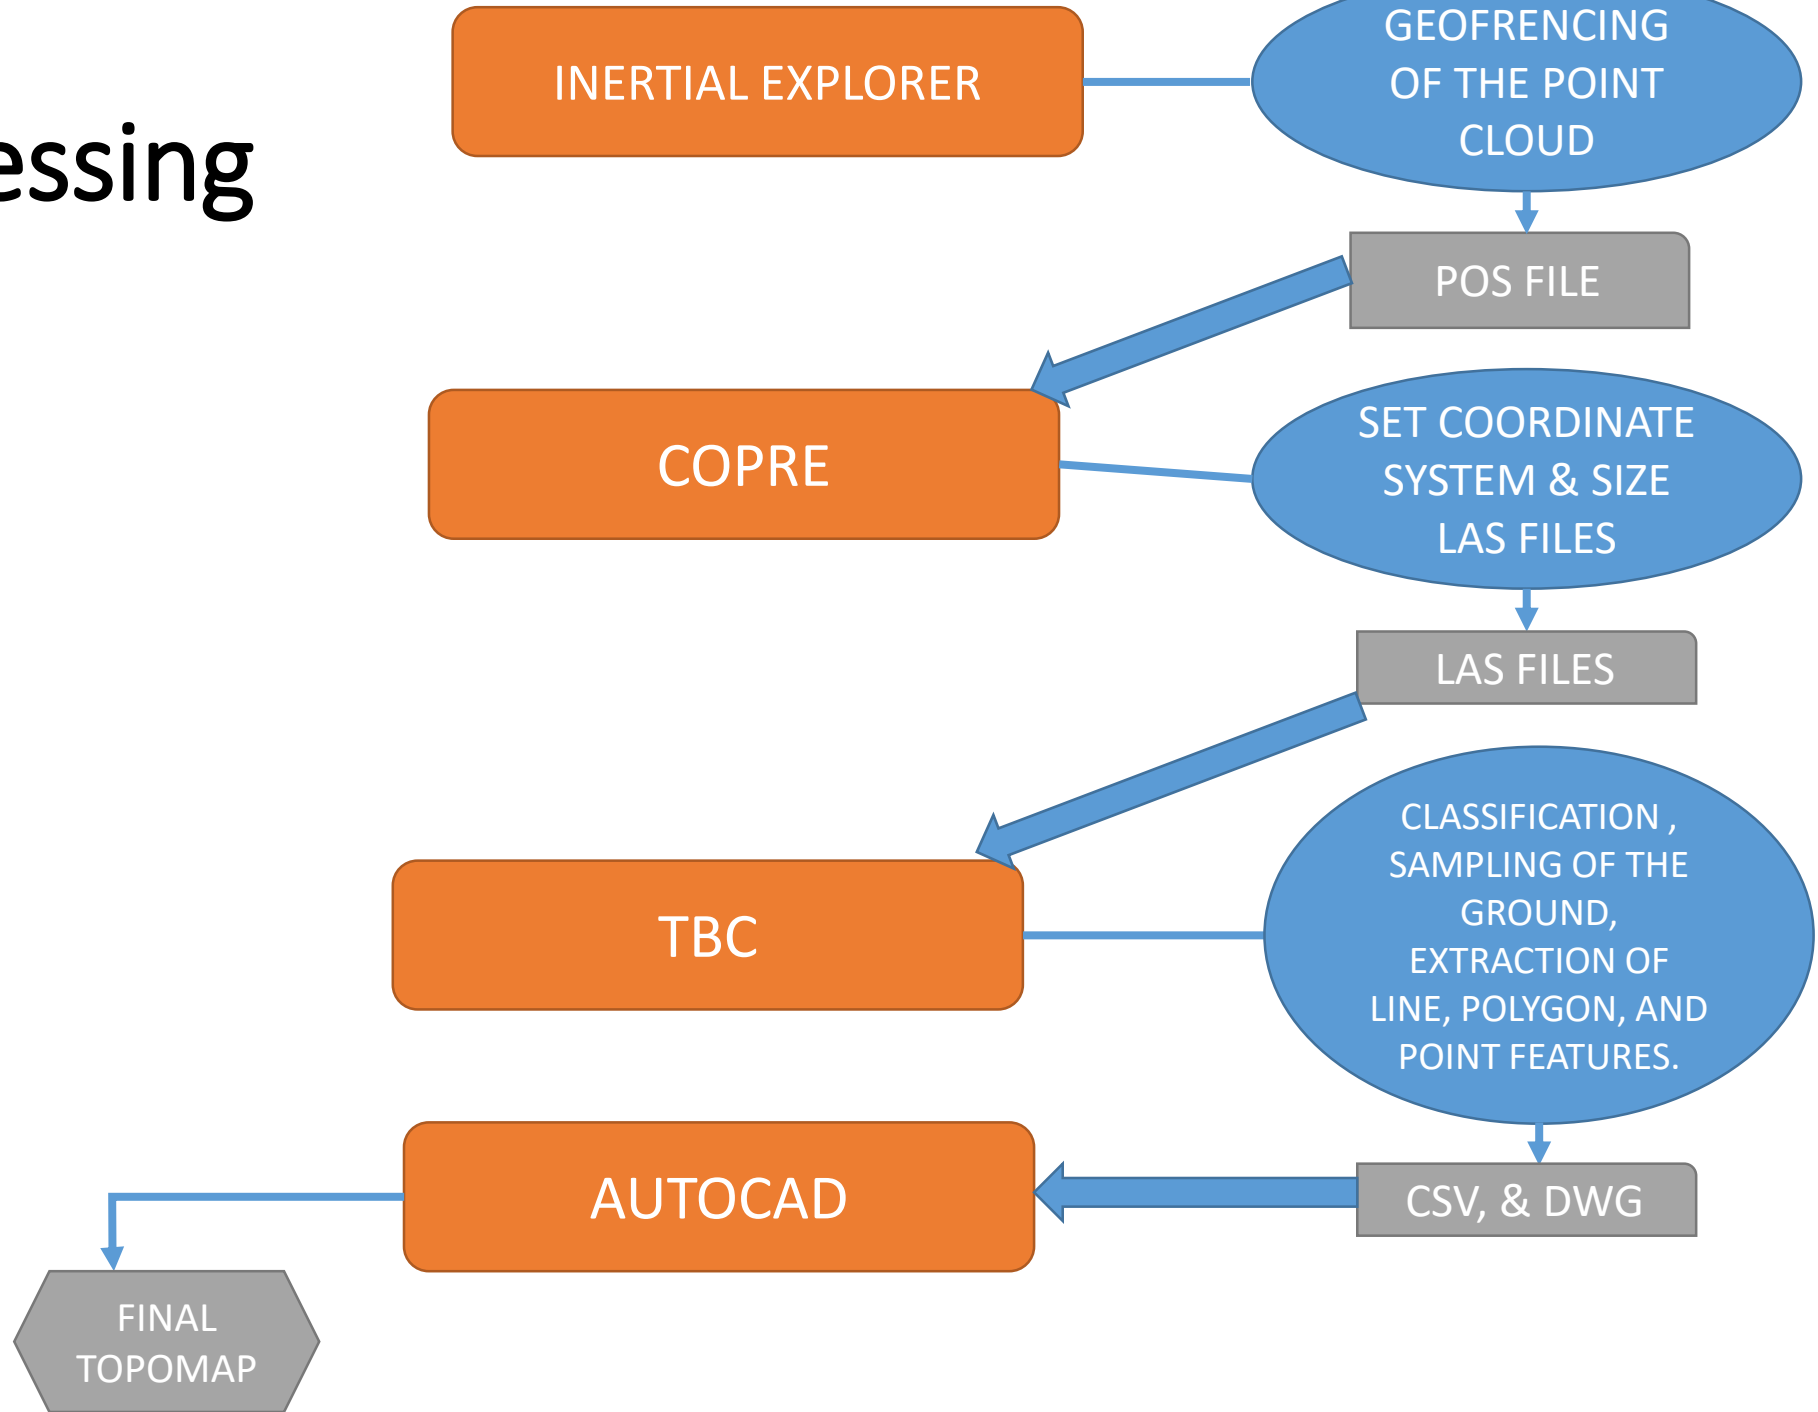 essing
INERTIAL EXPLORER
GEOFRENCING
OF THE POINT
CLOUD
POS FILE
COPRE
SET COORDINATE
SYSTEM & SIZE
LAS FILES
LAS FILES
TBC
CLASSIFICATION ,
SAMPLING OF THE
GROUND,
EXTRACTION OF
LINE, POLYGON, AND
POINT FEATURES.
AUTOCAD
CSV, & DWG
FINAL
TOPOMAP